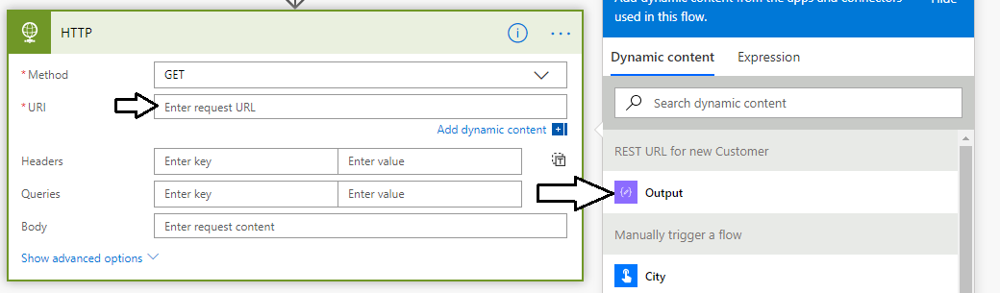 HTTP
* Method
GET
* URI
Enter request URL
Add dynamic content
Headers
Enter key
Enter value
Queries
Enter key
Enter value
Body
Enter request content
Show advanced options
Add dynamic content from the apps and connectors
used in this flow.
Hide
Dynamic content
Expression
Search dynamic content
REST URL for new Customer
Output
Manually trigger a flow
City